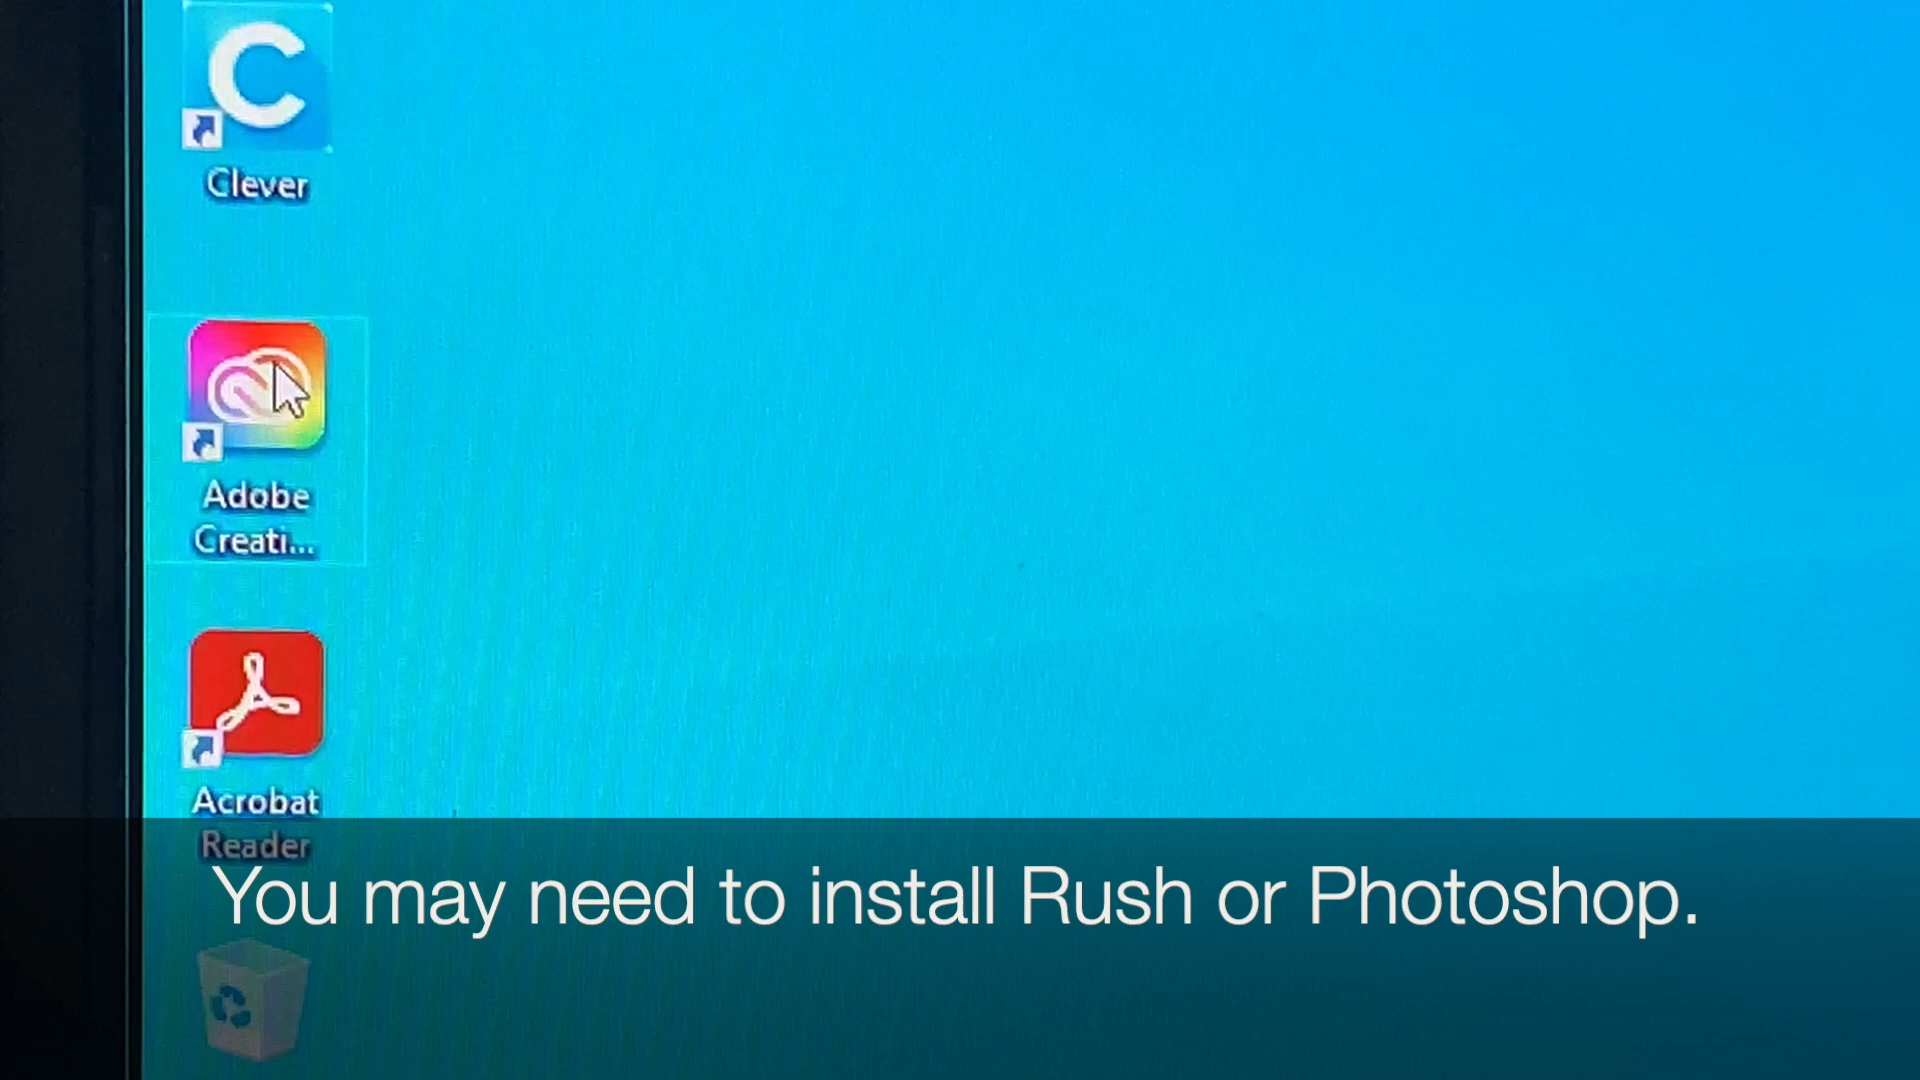 C
Clever
Adobe
Creati...
Acrobat
Reader
You may need to install Rush or Photoshop.